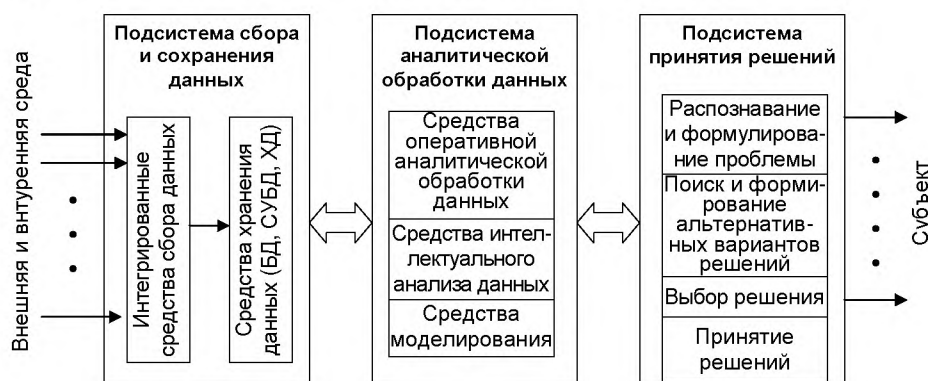 Внешняя и внтуренняя среда
Подсистема сбора
и сохранения
данных
Интегрированные
средства сбора данных
Средства хранения
данных (БД, СУБД, ХД)
Подсистема
аналитической
обработки данных
Средства
оперативной
аналитической
обработки
данных
Средства интел-
лектуального
анализа данных
Средства
моделирования
Подсистема
принятия решений
Распознавание
и формулирова-
ние проблемы
Поиск и форми-
рование
альтернатив-
ных вариантов
решений
Выбор решения
Принятие
решений
Субъект